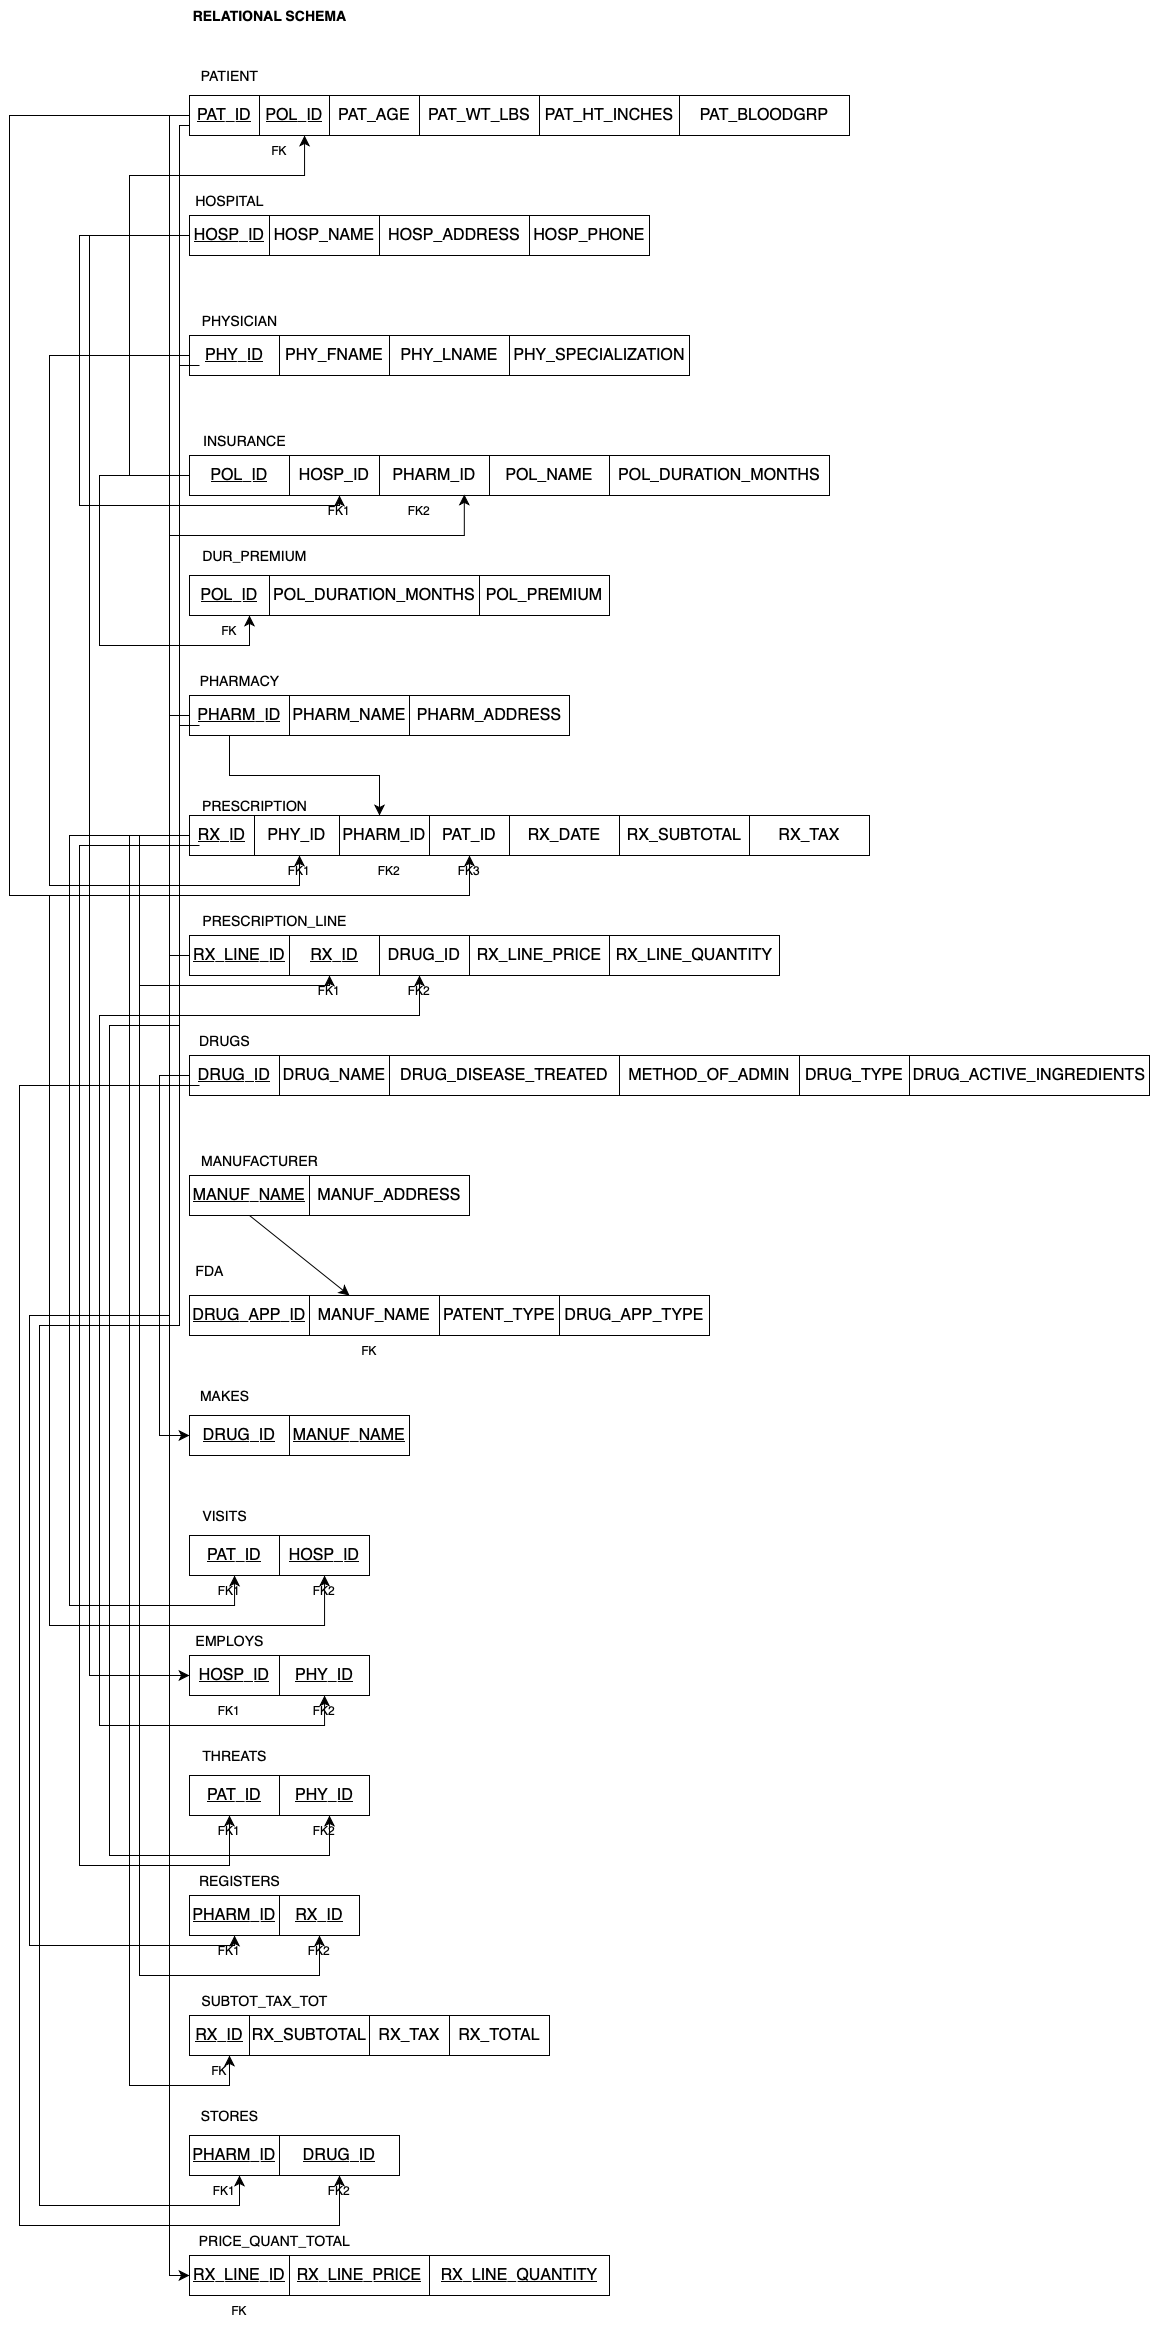 RELATIONAL SCHEMA
PATIENT
PAT_ID POL_ID PAT_AGE PAT_WT_LBS PAT_HT_INCHES PAT_BLOODGRP
FK
HOSPITAL
HOSP_ID HOSP_NAME HOSP_ADDRESS HOSP_PHONE
PHYSICIAN
PHY_ID PHY_FNAME PHY_LNAME PHY_SPECIALIZATION
INSURANCE
POL_ID HOSP_ID PHARM_ID POL_NAME POL_DURATION_MONTHS
FK1 FK2
DUR_PREMIUM
POL_ID POL_DURATION_MONTHS POL_PREMIUM
FK
PHARMACY
PHARM_ID PHARM_NAME PHARM_ADDRESS
PRESCRIPTION
RX_ID PHY_ID PHARM_ID PAT_ID RX_DATE RX_SUBTOTAL RX_TAX
FK1 FK2 FK3
PRESCRIPTION_LINE
RX_LINE_ID RX_ID DRUG_ID RX_LINE_PRICE RX_LINE_QUANTITY
FK1 FK2
DRUGS
DRUG_ID DRUG_NAME DRUG_DISEASE_TREATED METHOD_OF_ADMIN DRUG_TYPE DRUG_ACTIVE_INGREDIENTS
MANUFACTURER
MANUF_NAME MANUF_ADDRESS
FDA
DRUG_APP_ID MANUF_NAME PATENT_TYPE DRUG_APP_TYPE
FK
MAKES
DRUG_ID MANUF_NAME
VISITS
PAT_ID HOSP_ID
FK1 FK2
EMPLOYS
HOSP_ID PHY_ID
FK1 FK2
THREATS
PAT_ID PHY_ID
FK1 FK2
REGISTERS
PHARM_ID RX_ID
FK1 FK2
SUBTOT_TAX_TOT
RX_ID RX_SUBTOTAL RX_TAX RX_TOTAL
FK
STORES
PHARM_ID DRUG_ID
FK1 FK2
PRICE_QUANT_TOTAL
RX_LINE_ID RX_LINE_PRICE RX_LINE_QUANTITY
FK